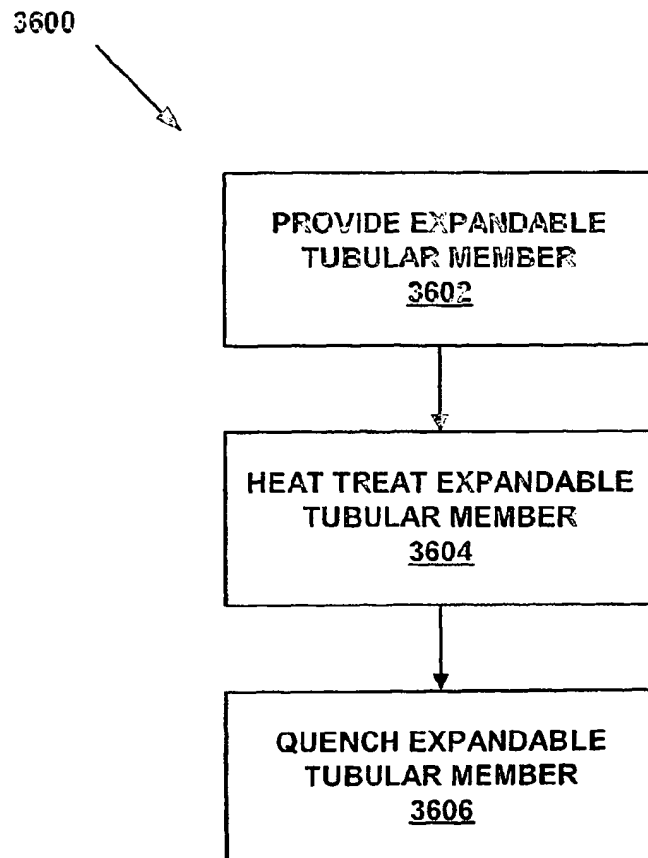 3600
PROVIDE EXPANDABLE
TUBULAR MEMBER
3602
HEAT TREAT EXPANDABLE
TUBULAR MEMBER
3604
QUENCH EXPANDABLE
TUBULAR MEMBER
3606